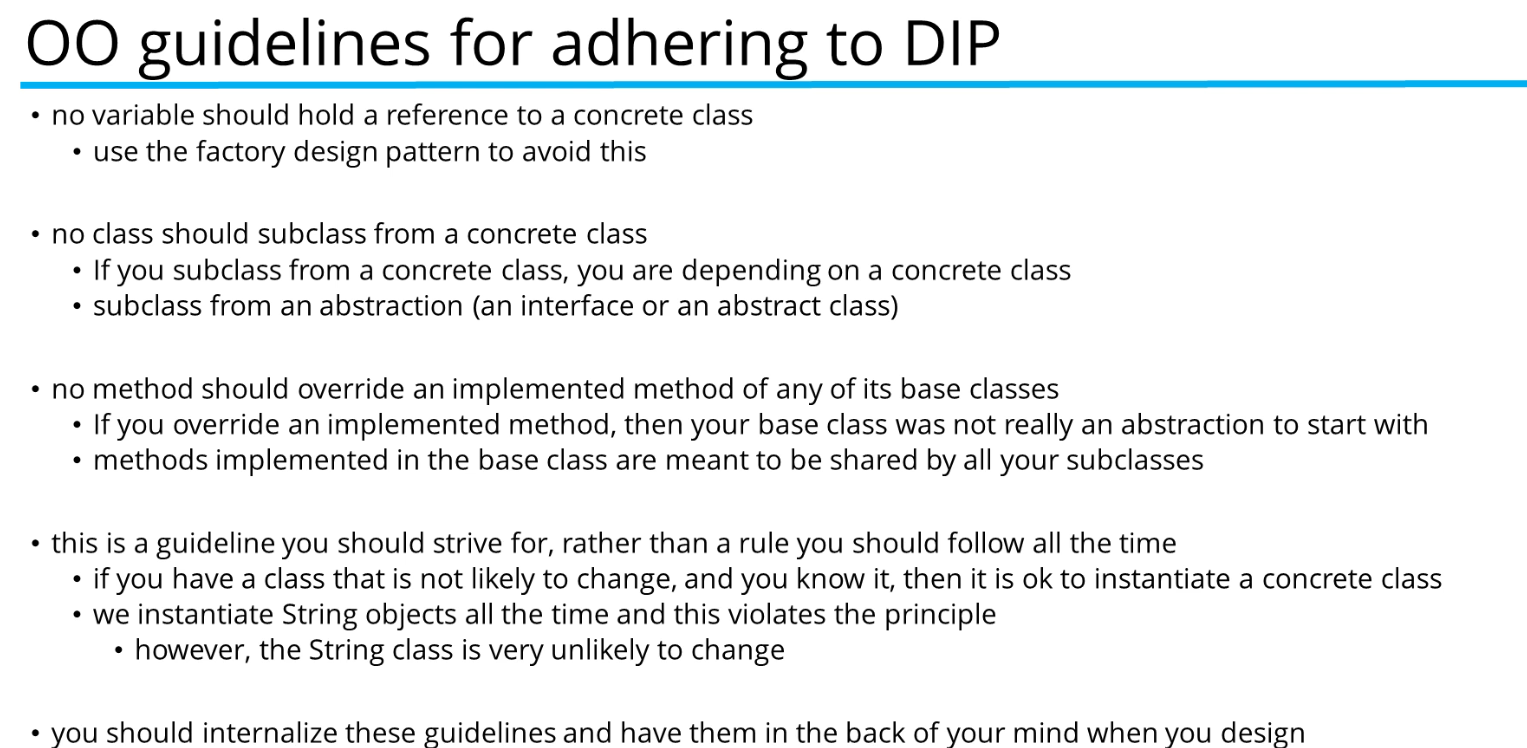 OO guidelines for adhering to DIP
• no variable should hold a reference to a concrete class
• use the factory design pattern to avoid this
• no class should subclass from a concrete class
• If you subclass from a concrete class, you are depending on a concrete class
• subclass from an abstraction (an interface or an abstract class)
• no method should override an implemented method of any of its base classes
• If you override an implemented method, then your base class was not really an abstraction to start with
• methods implemented in the base class are meant to be shared by all your subclasses
• this is a guideline you should strive for, rather than a rule you should follow all the time
• if you have a class that is not likely to change, and you know it, then it is ok to instantiate a concrete class
• we instantiate String objects all the time and this violates the principle
• however, the String class is very unlikely to change
• you should internalize these guidelines and have them in the back of your mind when you design